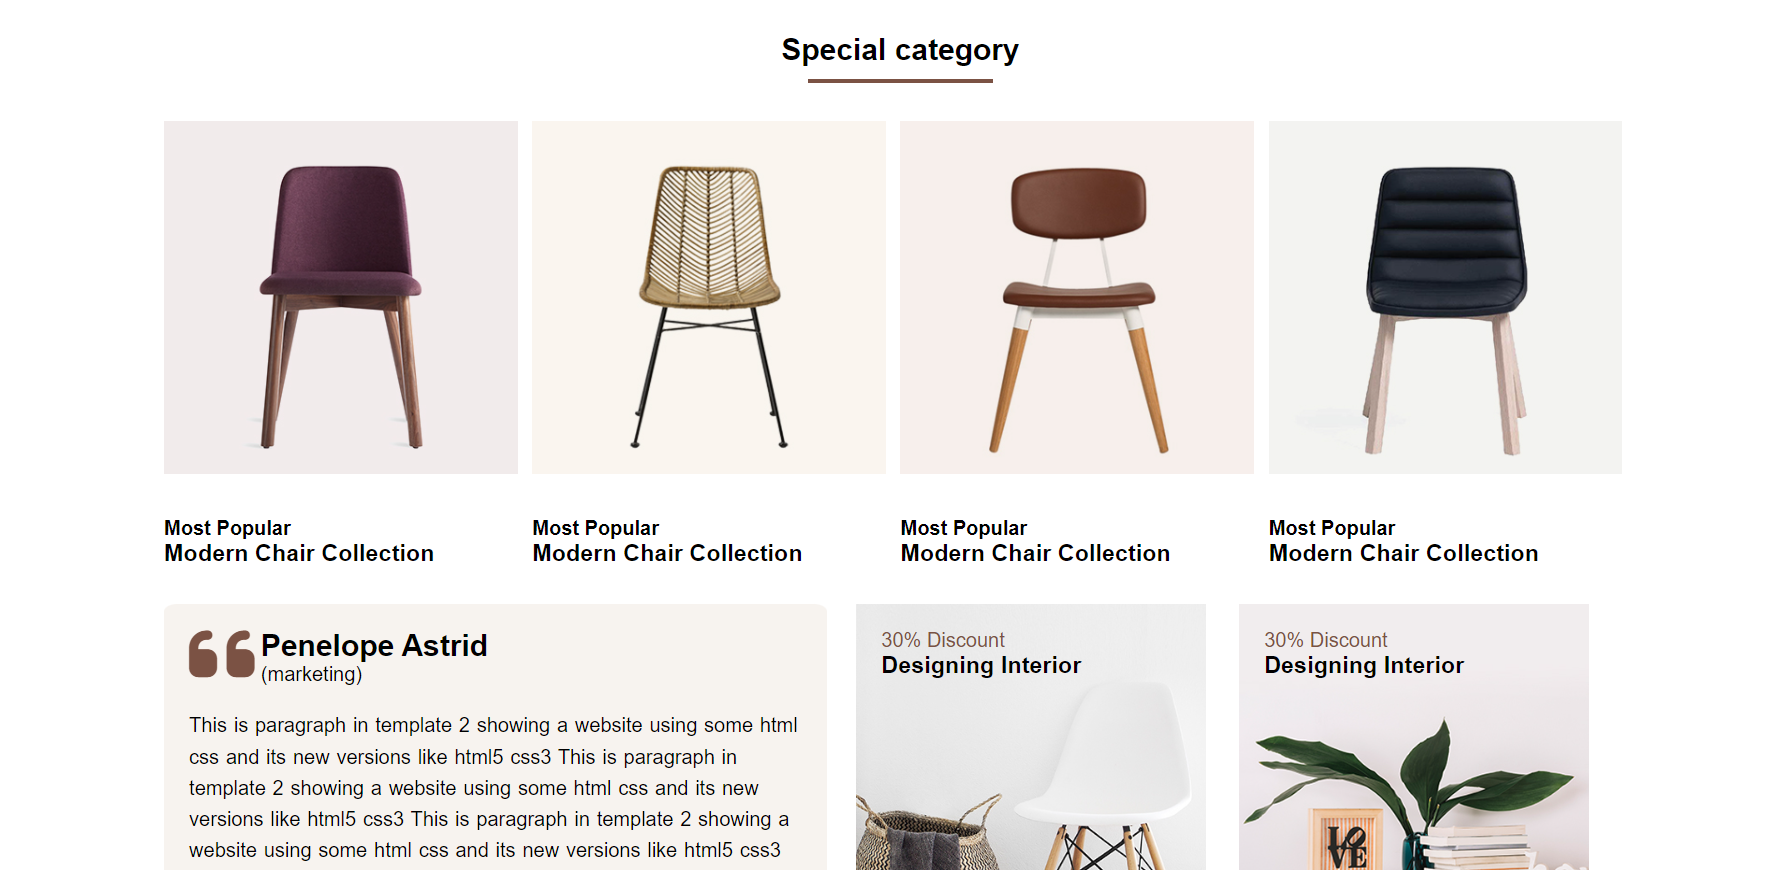 Special category
Most Popular
Modern Chair Collection
Most Popular
Modern Chair Collection
Most Popular
Modern Chair Collection
Most Popular
Modern Chair Collection
Penelope Astrid
(marketing)
This is paragraph in template 2 showing a website using some html
css and its new versions like html5 css3 This is paragraph in
template 2 showing a website using some html css and its new
versions like html5 css3 This is paragraph in template 2 showing a
website using some html css and its new versions like html5 css3
30% Discount
Designing Interior
30% Discount
Designing Interior
LO
VE